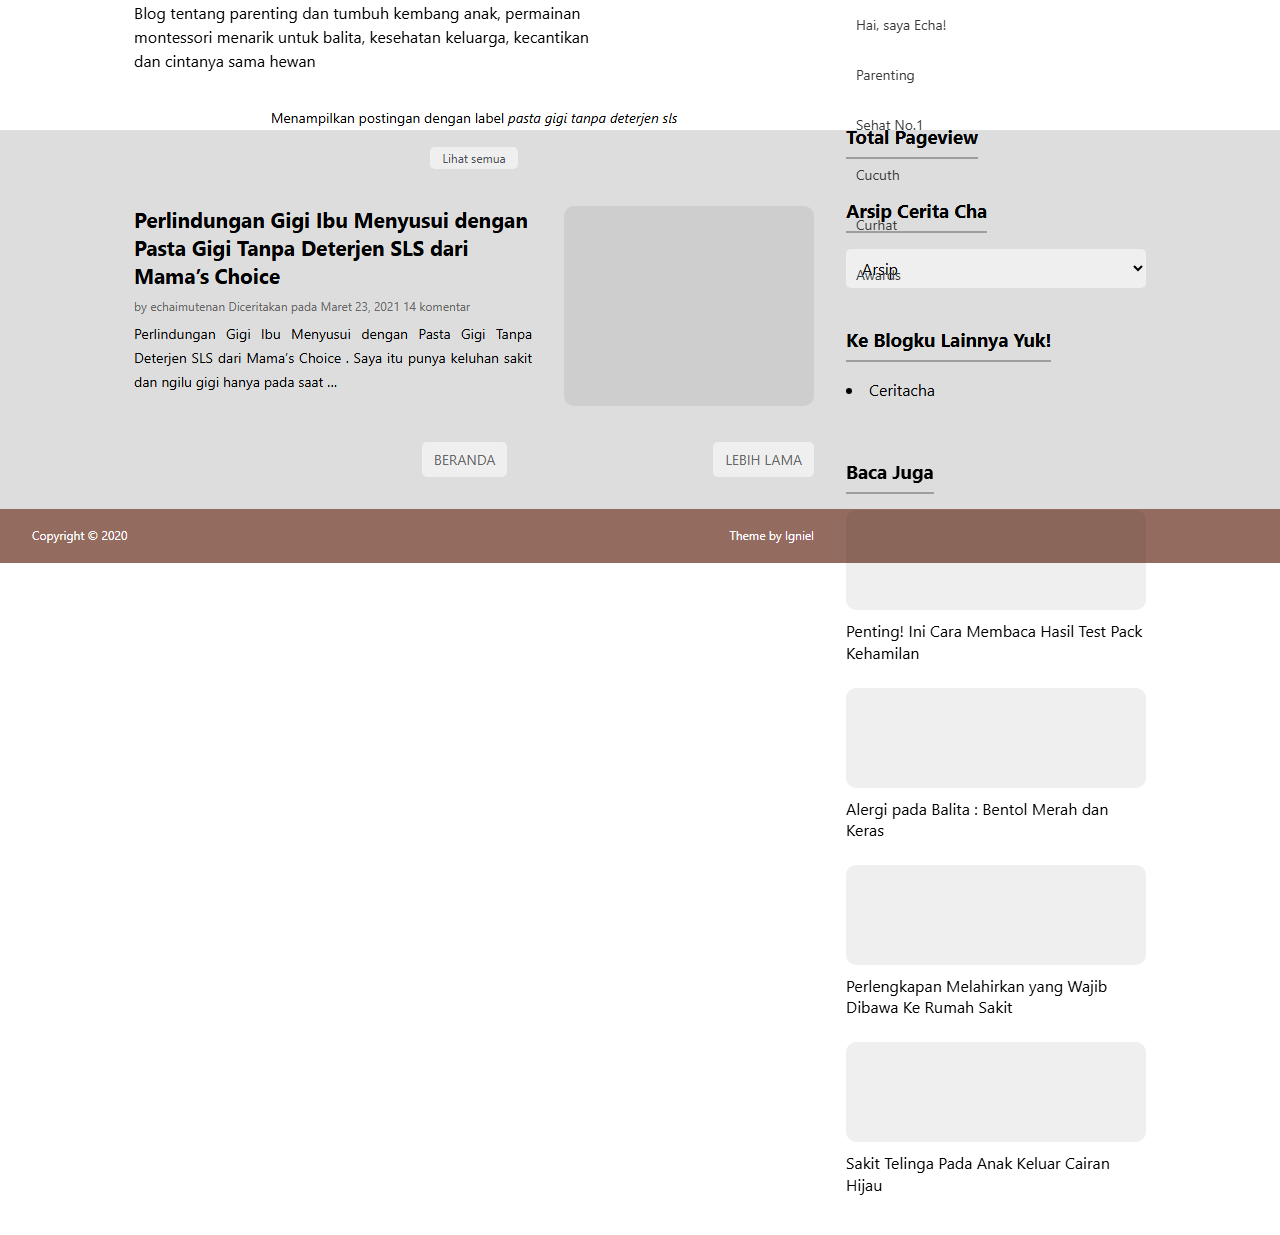 Blog tentang parenting dan tumbuh kembang anak, permainan
montessori menarik untuk balita, kesehatan keluarga, kecantikan
dan cintanya sama hewan
Menampilkan postingan dengan label pasta gigi tanpa deterjen sls
Lihat semua
Perlindungan Gigi Ibu Menyusui dengan
Pasta Gigi Tanpa Deterjen SLS dari
Mama’s Choice
by echaimutenan Diceritakan pada Maret 23, 2021 14 komentar
Perlindungan Gigi Ibu Menyusui dengan Pasta Gigi Tanpa
Deterjen SLS dari Mama’s Choice . Saya itu punya keluhan sakit
dan ngilu gigi hanya pada saat …
BERANDA
LEBIH LAMA
Hai, saya Echa!
Parenting
Sehat No.1
Total Pageview
Cucuth
Arsip Cerita Cha
Curhat
Arsip
Awards
Ke Blogku Lainnya Yuk!
Ceritacha
Baca Juga
Penting! Ini Cara Membaca Hasil Test Pack
Kehamilan
Alergi pada Balita : Bentol Merah dan
Keras
Perlengkapan Melahirkan yang Wajib
Dibawa Ke Rumah Sakit
Sakit Telinga Pada Anak Keluar Cairan
Hijau
Copyright © 2020
Theme by Igniel